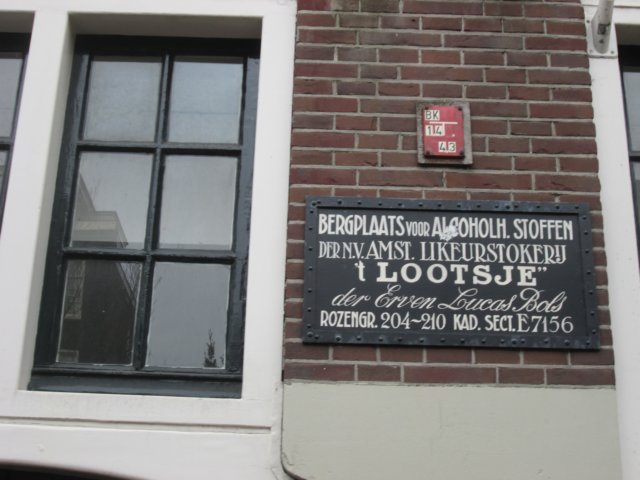 BK
14
43
BERGPLAATS VOOR ALCOHOLH. STOFFEN
DER N.V. AMST. LIKEURSTOKERIJ
"'t LOOTSJE"
der Erven Lucas Bols
ROZENGR. 204~210 KAD. SECT. E 7156